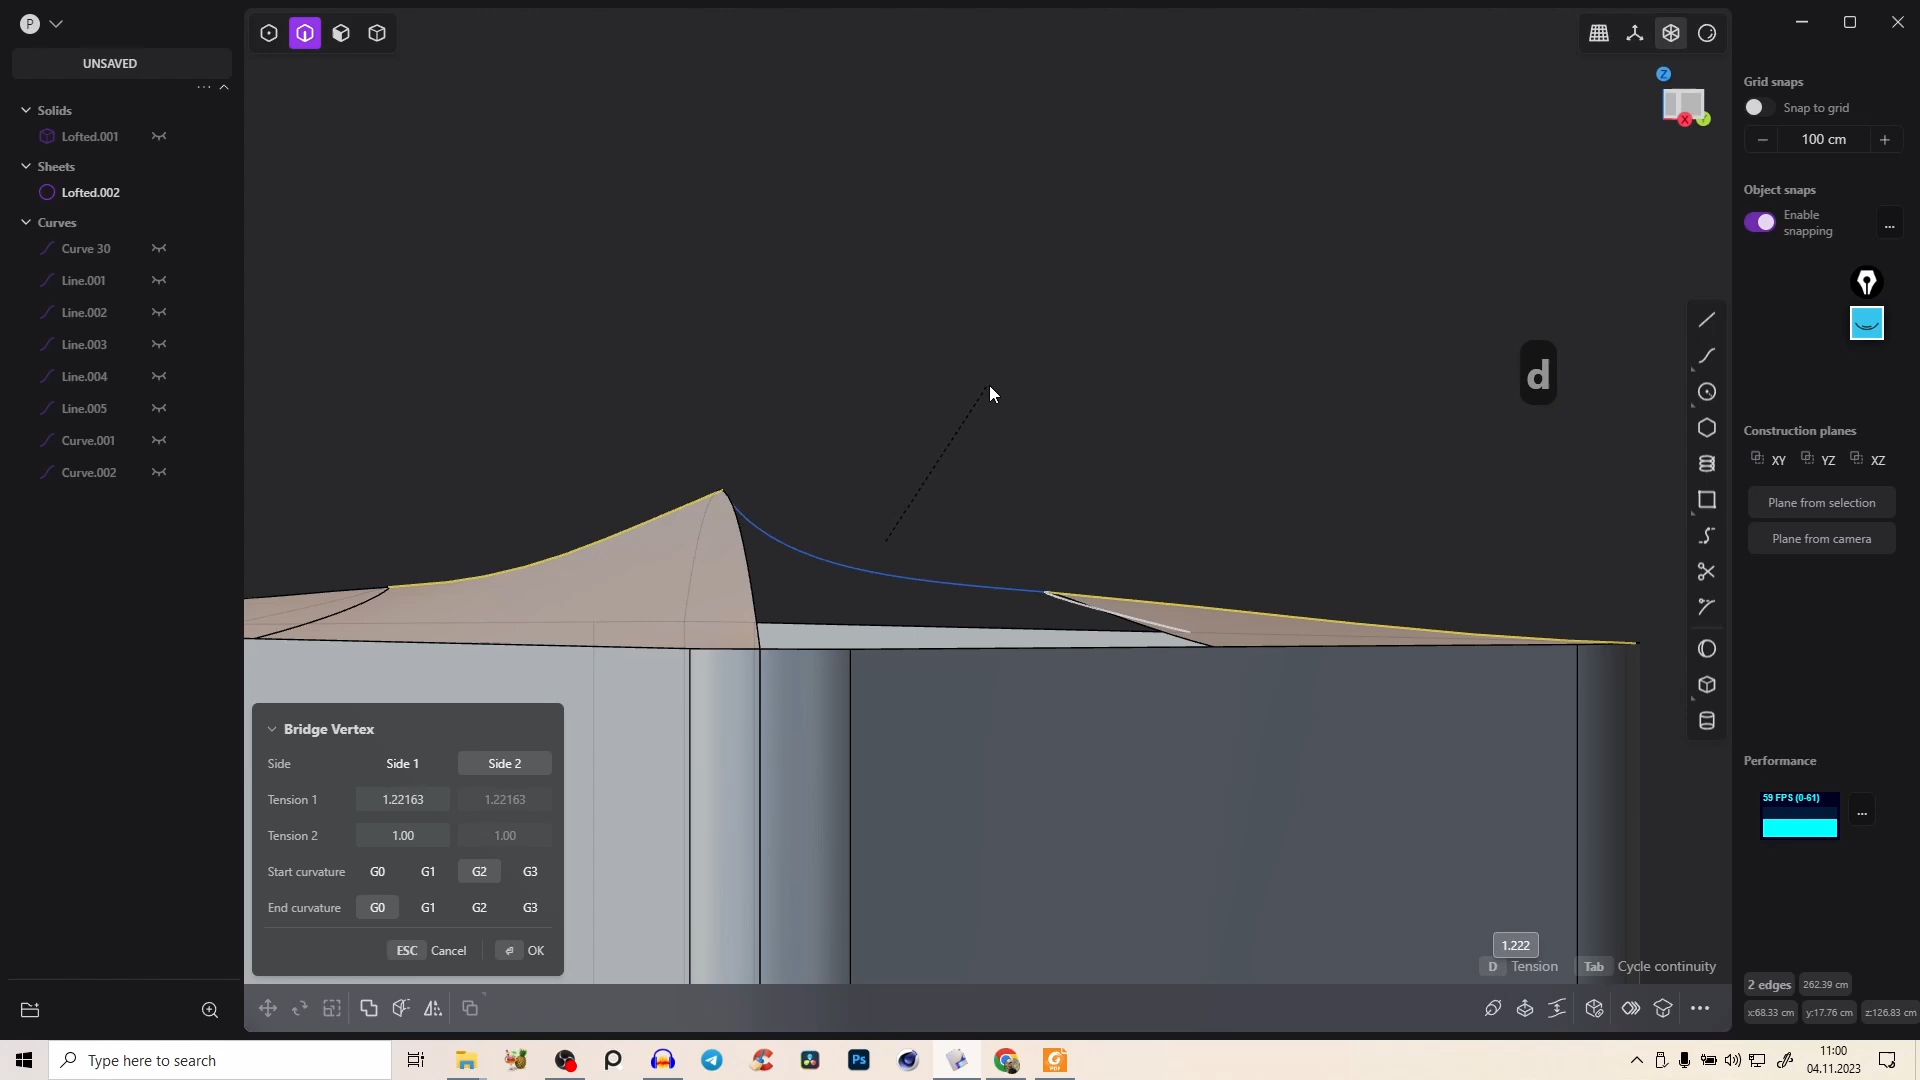 P
UNSAVED
Solids
Lofted.001
Sheets
Lofted.002
Curves
Curve 30
Line.001
Line.002
Line.003
Line.004
Line.005
Curve.001
Curve.002
Z
X
Y
d
Bridge Vertex
Side Side 1 Side 2
Tension 1 1.22163 1.22163
Tension 2 1.00 1.00
Start curvature G0 G1 G2 G3
End curvature G0 G1 G2 G3
ESC Cancel OK
1.222
D Tension Tab Cycle continuity
Grid snaps
Snap to grid
100 cm
Object snaps
Enable
snapping
Construction planes
XY YZ XZ
Plane from selection
Plane from camera
Performance
59 FPS (0-61)
2 edges 262.39 cm
x:68.33 cm y:17.76 cm z:126.83 cm
Type here to search
Ps
PDF
11:00
04.11.2023